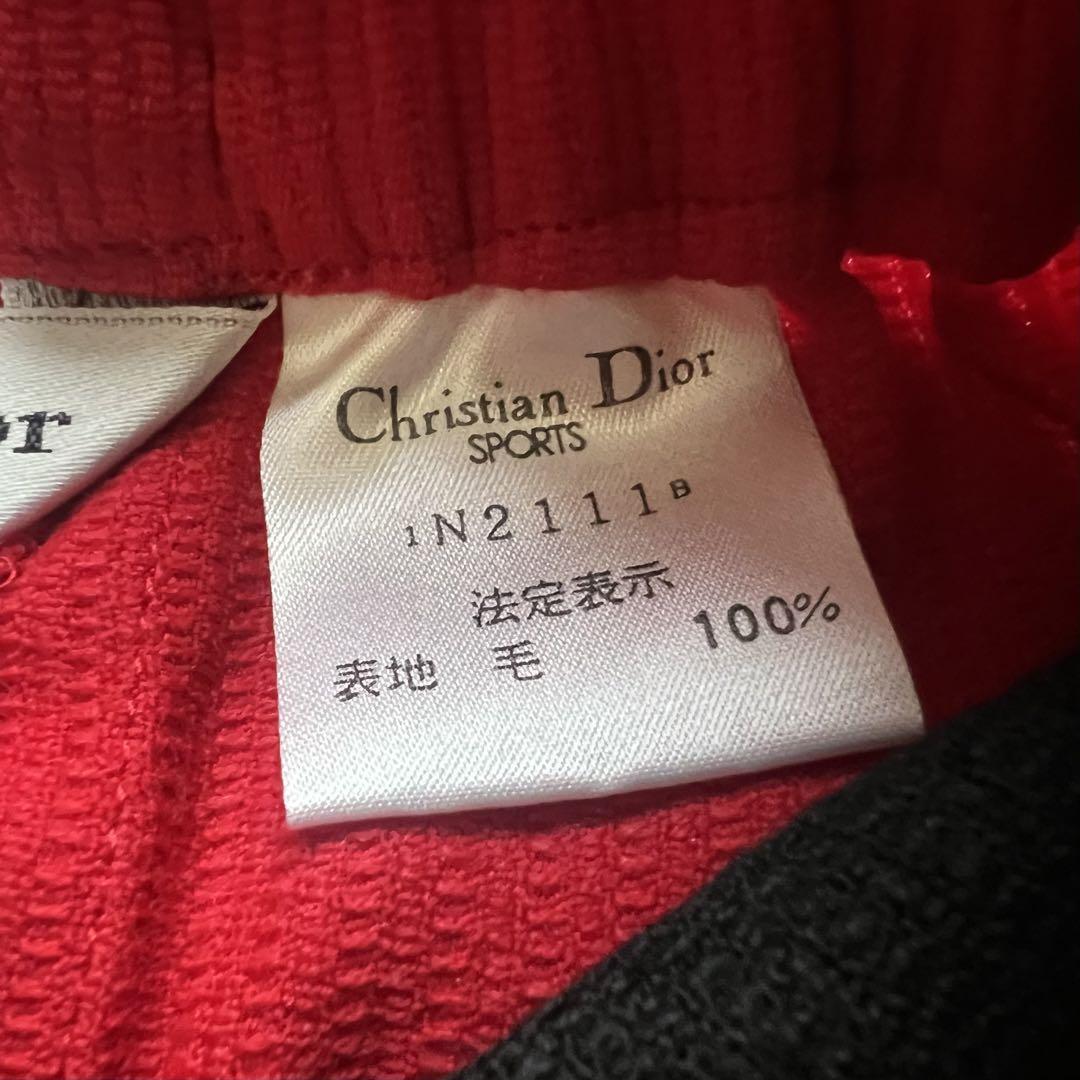 Christian Dior
SPORTS
1N2111B
法定表示
表地 毛 100%